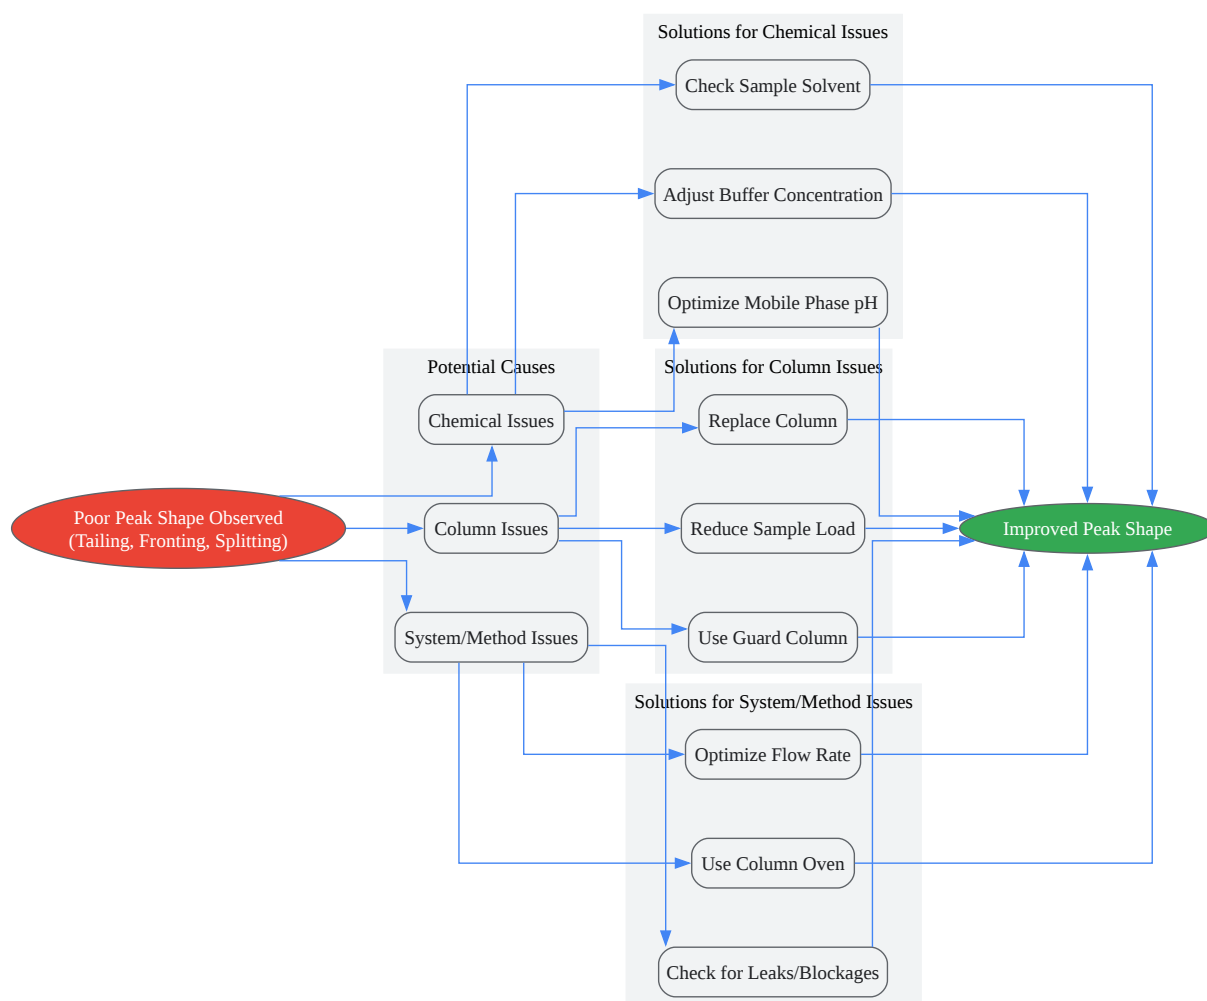 Solutions for Chemical Issues
Check Sample Solvent
Adjust Buffer Concentration
Optimize Mobile Phase pH
Potential Causes
Solutions for Column Issues
Chemical Issues
Replace Column
Poor Peak Shape Observed
(Tailing, Fronting, Splitting)
Column Issues
Reduce Sample Load
Improved Peak Shape
System/Method Issues
Use Guard Column
Solutions for System/Method Issues
Optimize Flow Rate
Use Column Oven
Check for Leaks/Blockages